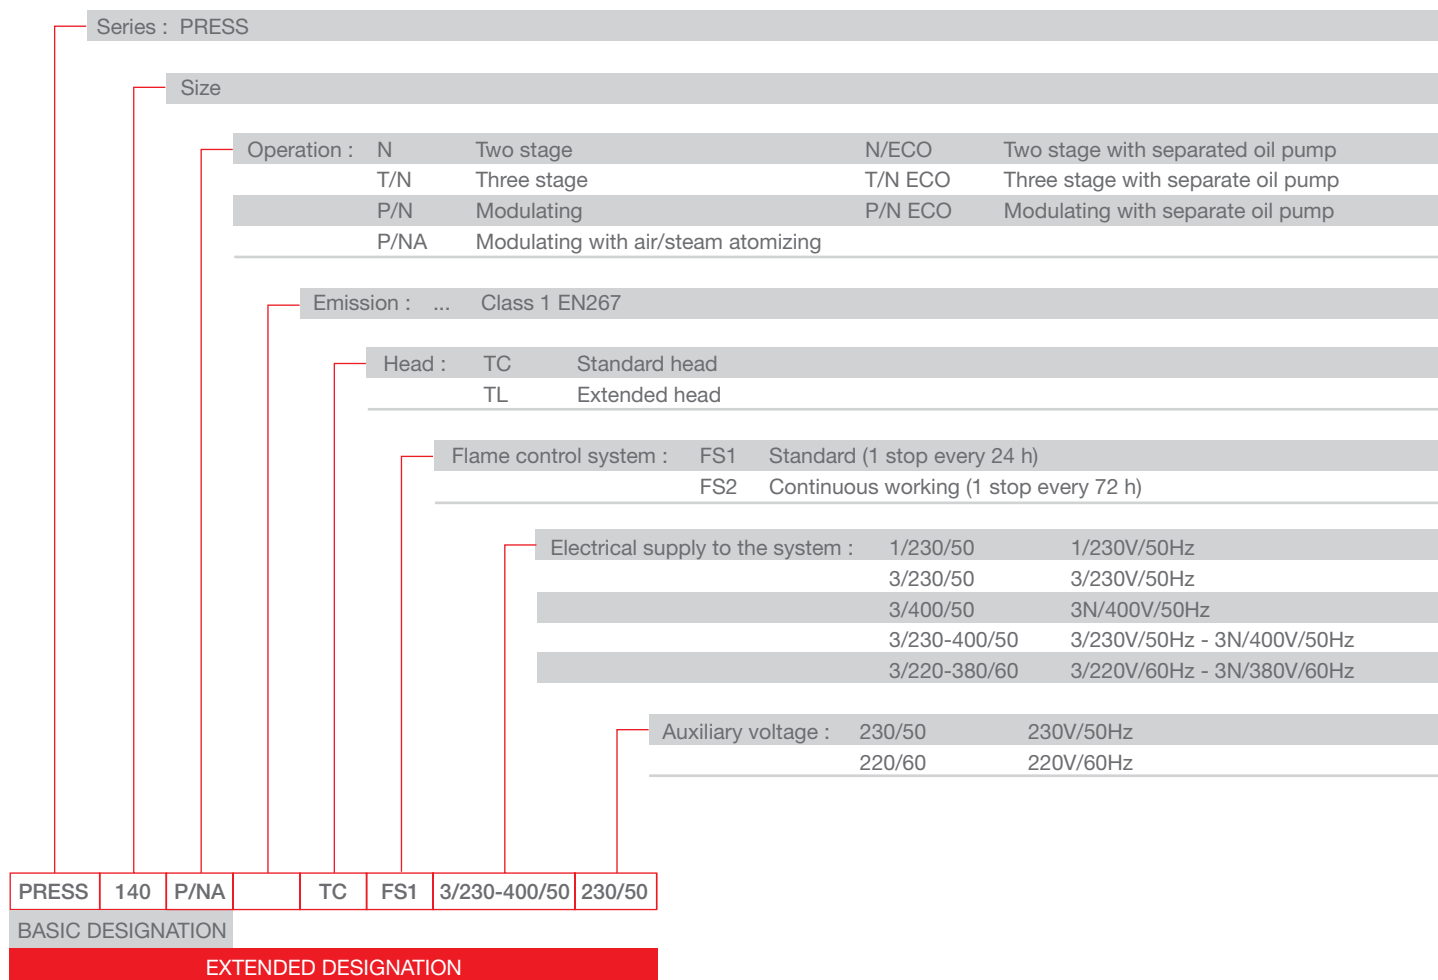 Series : PRESS
Size
Operation : N Two stage N/ECO Two stage with separated oil pump
T/N Three stage T/N ECO Three stage with separate oil pump
P/N Modulating P/N ECO Modulating with separate oil pump
P/NA Modulating with air/steam atomizing
Emission : ... Class 1 EN267
Head : TC Standard head
TL Extended head
Flame control system : FS1 Standard (1 stop every 24 h)
FS2 Continuous working (1 stop every 72 h)
Electrical supply to the system : 1/230/50 1/230V/50Hz
3/230/50 3/230V/50Hz
3/400/50 3N/400V/50Hz
3/230-400/50 3/230V/50Hz - 3N/400V/50Hz
3/220-380/60 3/220V/60Hz - 3N/380V/60Hz
Auxiliary voltage : 230/50 230V/50Hz
220/60 220V/60Hz
PRESS 140 P/NA TC FS1 3/230-400/50 230/50
BASIC DESIGNATION
EXTENDED DESIGNATION